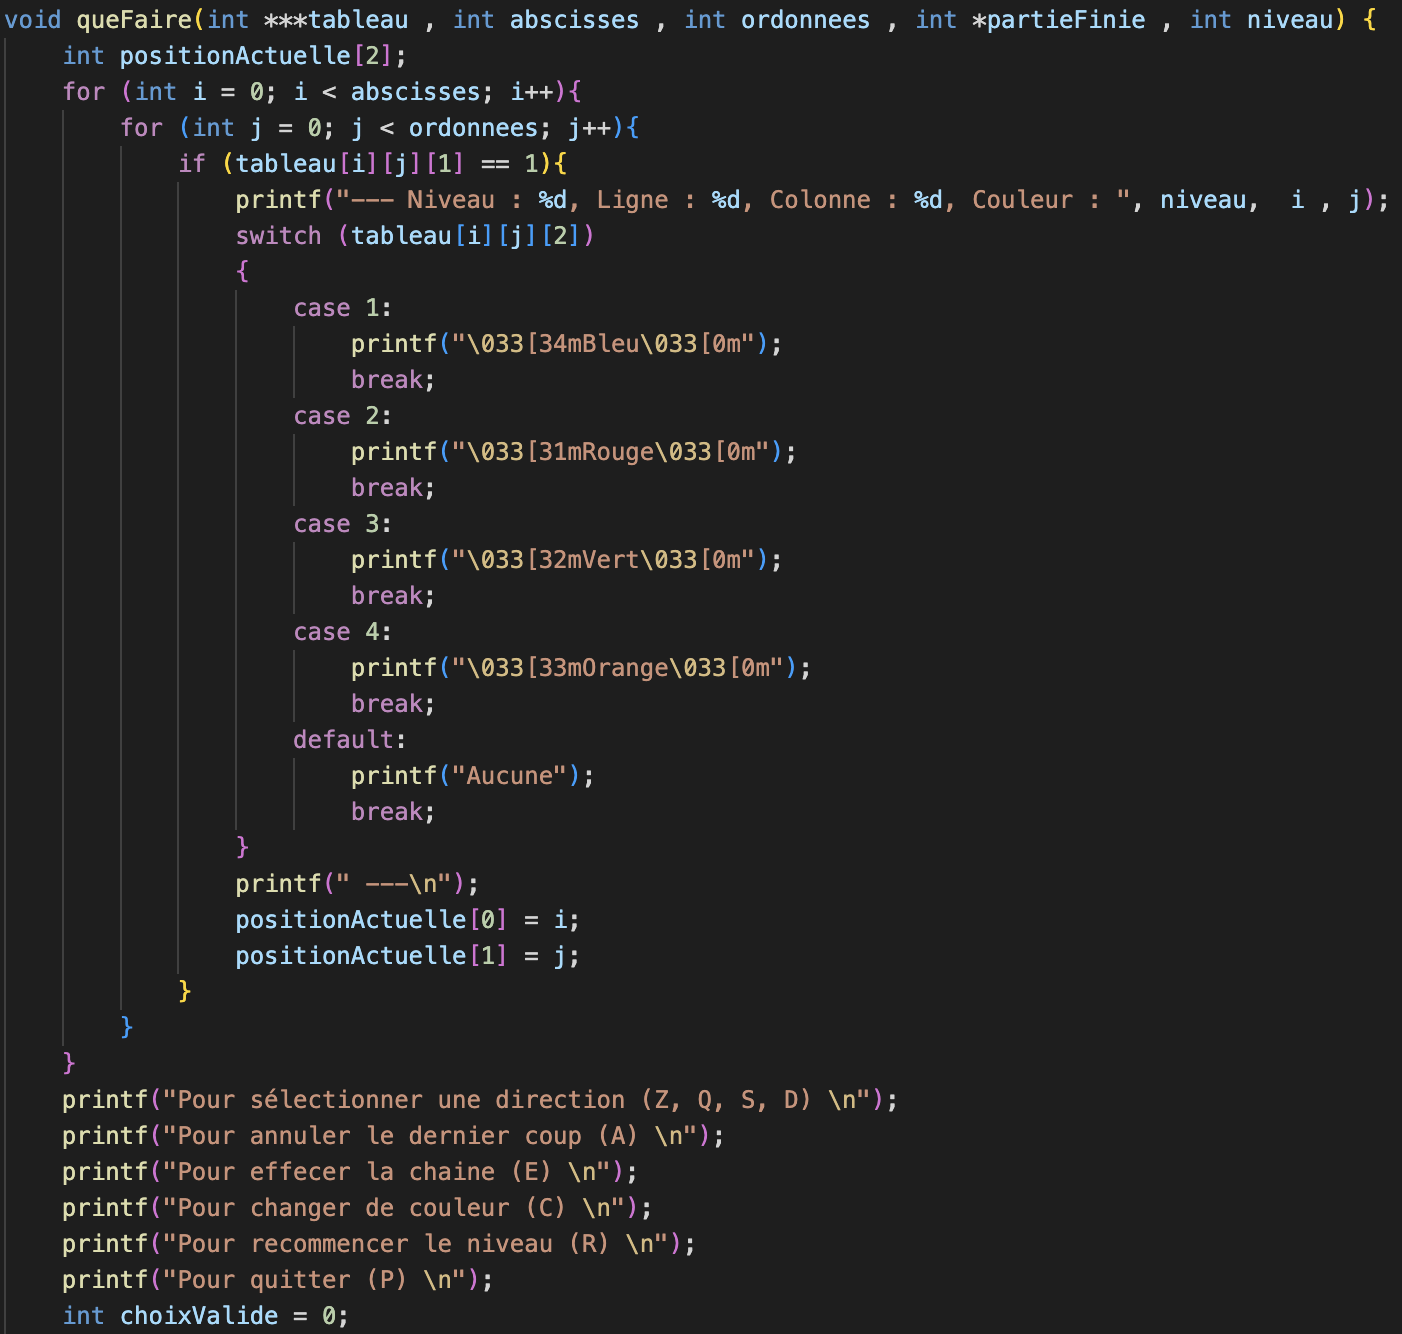 void queFaire(int ***tableau , int abscisses , int ordonnees , int *partieFinie , int niveau) {
    int positionActuelle[2];
    for (int i = 0; i < abscisses; i++){
        for (int j = 0; j < ordonnees; j++){
            if (tableau[i][j][1] == 1){
                printf("--- Niveau : %d, Ligne : %d, Colonne : %d, Couleur : ", niveau,  i , j);
                switch (tableau[i][j][2])
                {
                    case 1:
                        printf("\033[34mBleu\033[0m");
                        break;
                    case 2:
                        printf("\033[31mRouge\033[0m");
                        break;
                    case 3:
                        printf("\033[32mVert\033[0m");
                        break;
                    case 4:
                        printf("\033[33mOrange\033[0m");
                        break;
                    default:
                        printf("Aucune");
                        break;
                }
                printf(" ---\n");
                positionActuelle[0] = i;
                positionActuelle[1] = j;
            }
        }
    }
    printf("Pour sélectionner une direction (Z, Q, S, D) \n");
    printf("Pour annuler le dernier coup (A) \n");
    printf("Pour effecer la chaine (E) \n");
    printf("Pour changer de couleur (C) \n");
    printf("Pour recommencer le niveau (R) \n");
    printf("Pour quitter (P) \n");
    int choixValide = 0;